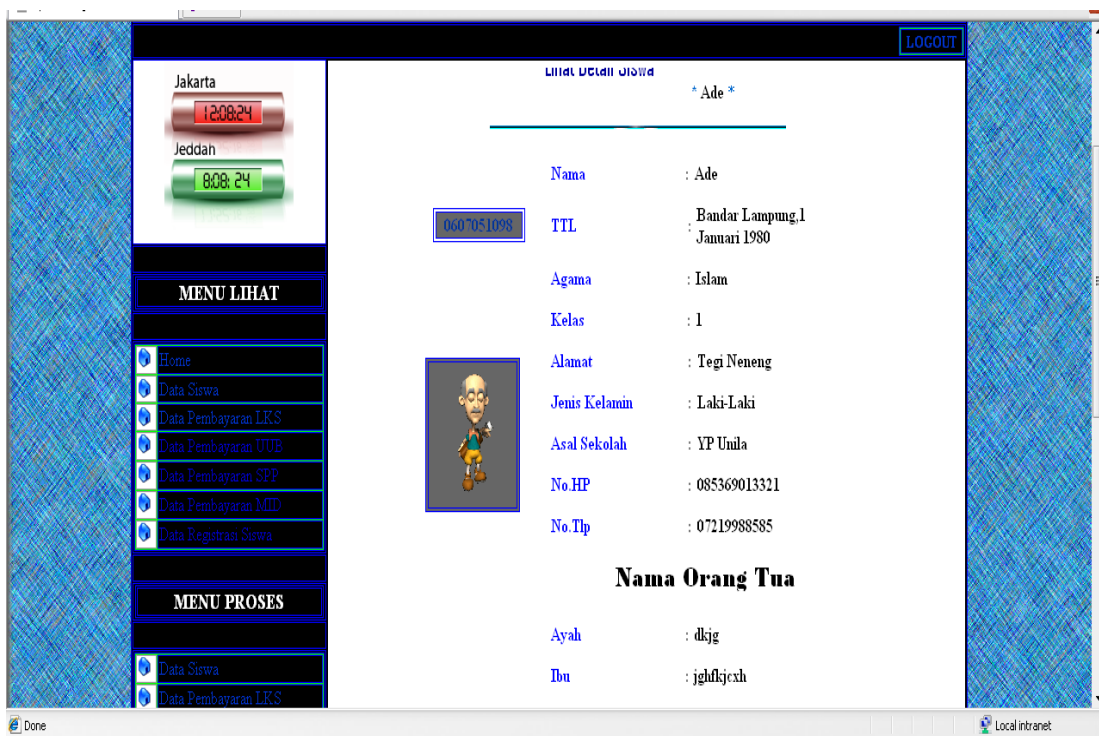 LOGOUT
Jakarta
12:08:24
Jeddah
8:08:24
MENU LIHAT
Home
Data Siswa
Data Pembayaran LKS
Data Pembayaran UUB
Data Pembayaran SPP
Data Pembayaran MID
Data Registrasi Siswa
MENU PROSES
Data Siswa
Data Pembayaran LKS
Lihat Detail Siswa
* Ade *
0607051098
Nama : Ade
TTL : Bandar Lampung,1
Januari 1980
Agama : Islam
Kelas : 1
Alamat : Tegi Neneng
Jenis Kelamin : Laki-Laki
Asal Sekolah : YP Unila
No.HP : 085369013321
No.Tlp : 07219988585
Nama Orang Tua
Ayah : dkjg
Ibu : jghfkjcxh
Done
Local intranet